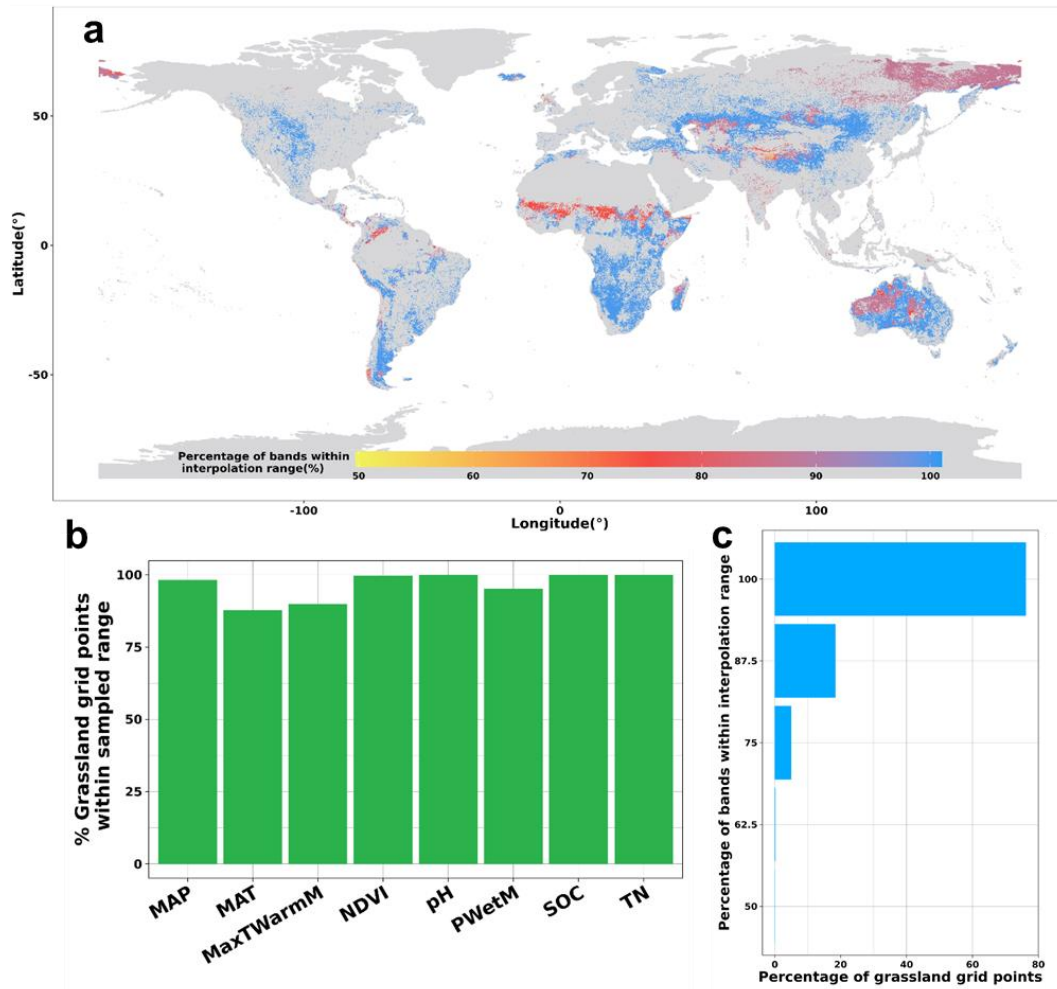 a
50
0
-50
Latitude(°)
Percentage of bands within
interpolation range(%)
50 60 70 80 90 100
-100 0 100
Longitude(°)
b
% Grassland grid points
within sampled range
100
75
50
25
0
MAP MAT MaxTWarmM NDVI pH PWetM SOC TN
c
Percentage of bands within interpolation range
100
87.5
75
62.5
50
0 20 40 60 80
Percentage of grassland grid points